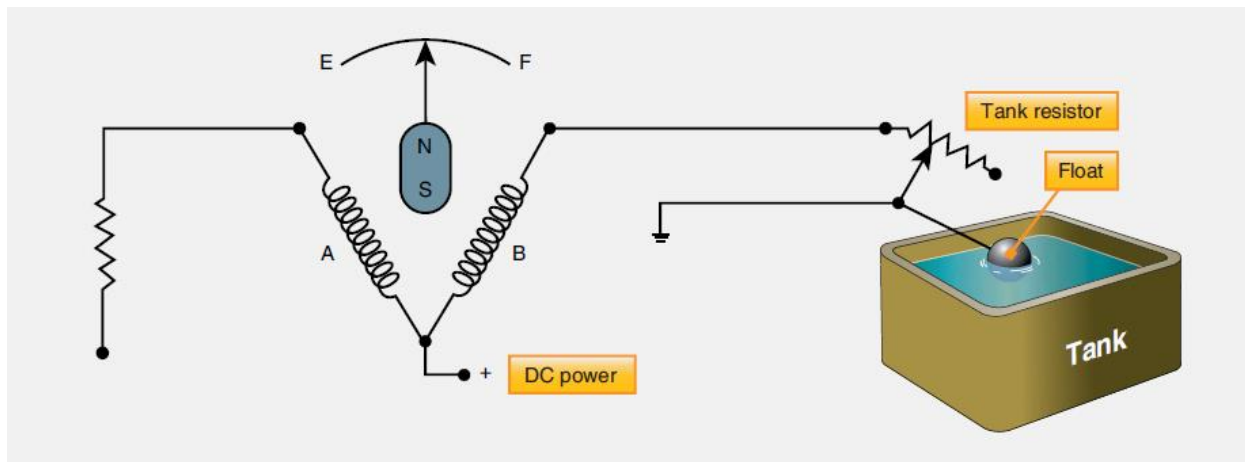 E
F
Tank resistor
N
Float
S
A
B
Tank
+
DC power